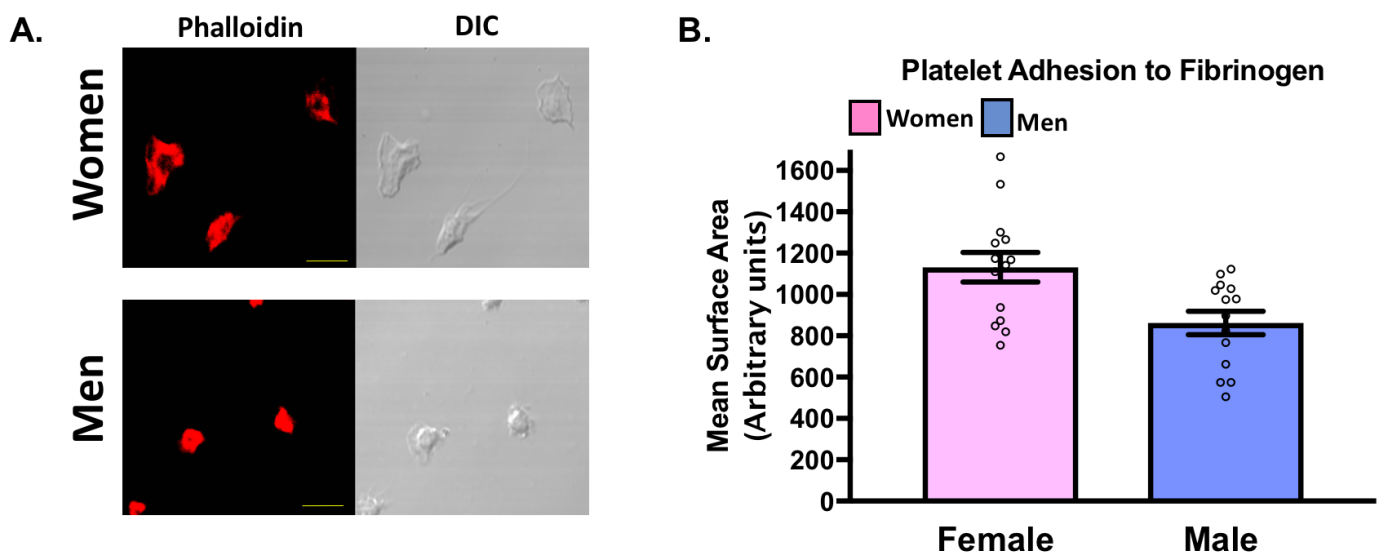 A.
Phalloidin DIC
Women
Men
B.
Platelet Adhesion to Fibrinogen
Women Men
Mean Surface Area
(Arbitrary units)
1600
1400
1200
1000
800
600
400
200
0
Female Male